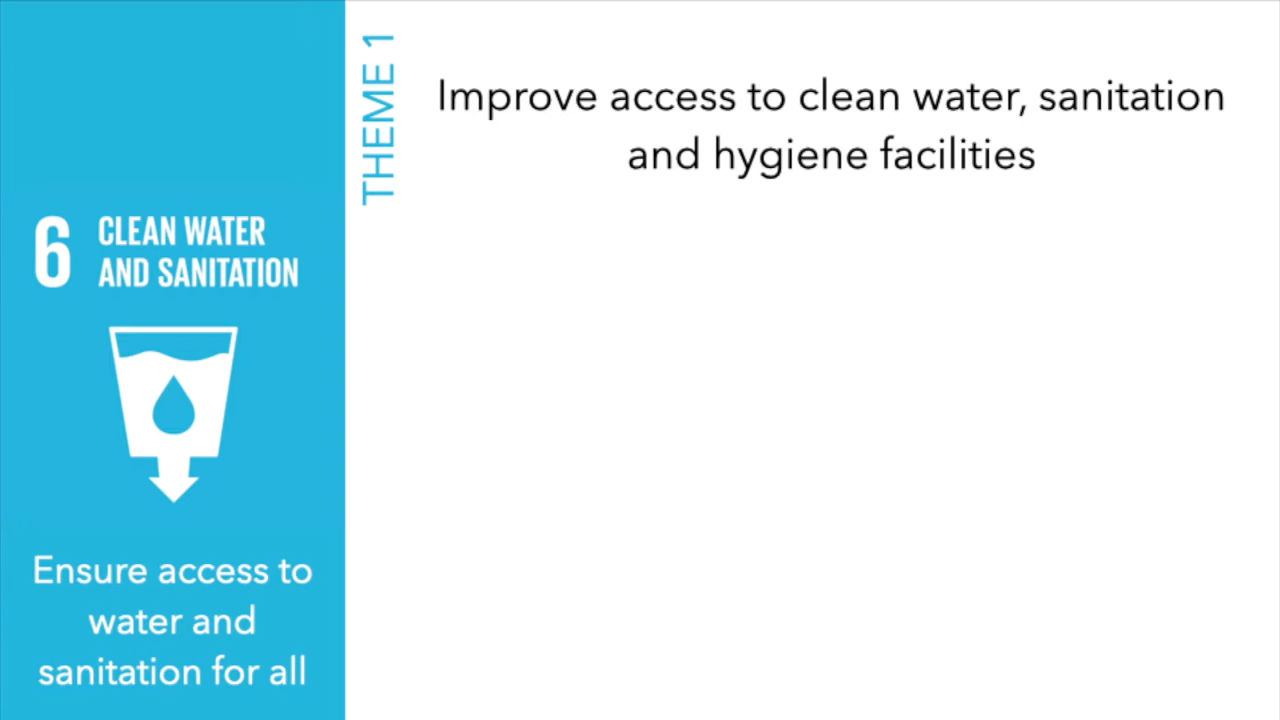 6
CLEAN WATER
AND SANITATION
Ensure access to
water and
sanitation for all
THEME 1
Improve access to clean water, sanitation
and hygiene facilities